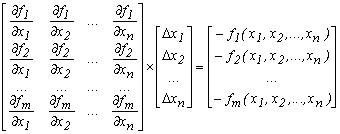 [ ∂f₁/∂x₁ ∂f₁/∂x₂ ... ∂f₁/∂xₙ ] [ Δx₁ ] [ − f₁( x₁, x₂,..., xₙ ) ]
[ ∂f₂/∂x₁ ∂f₂/∂x₂ ... ∂f₂/∂xₙ ] × [ Δx₂ ] = [ − f₂( x₁, x₂,..., xₙ ) ]
[ ... ... ... ... ] [ ... ] [ ... ]
[ ∂fₘ/∂x₁ ∂fₘ/∂x₂ ... ∂fₘ/∂xₙ ] [ Δxₙ ] [ − fₘ( x₁, x₂,..., xₙ ) ]